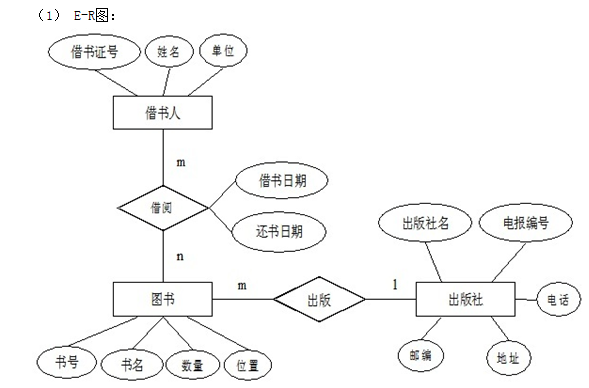 （1） E-R图：
借书证号 姓名 单位
借书人
m
借书日期
借阅
还书日期
出版社名 电报编号
n
图书 m 出版 1 出版社 电话
书号 书名 数量 位置 邮编 地址